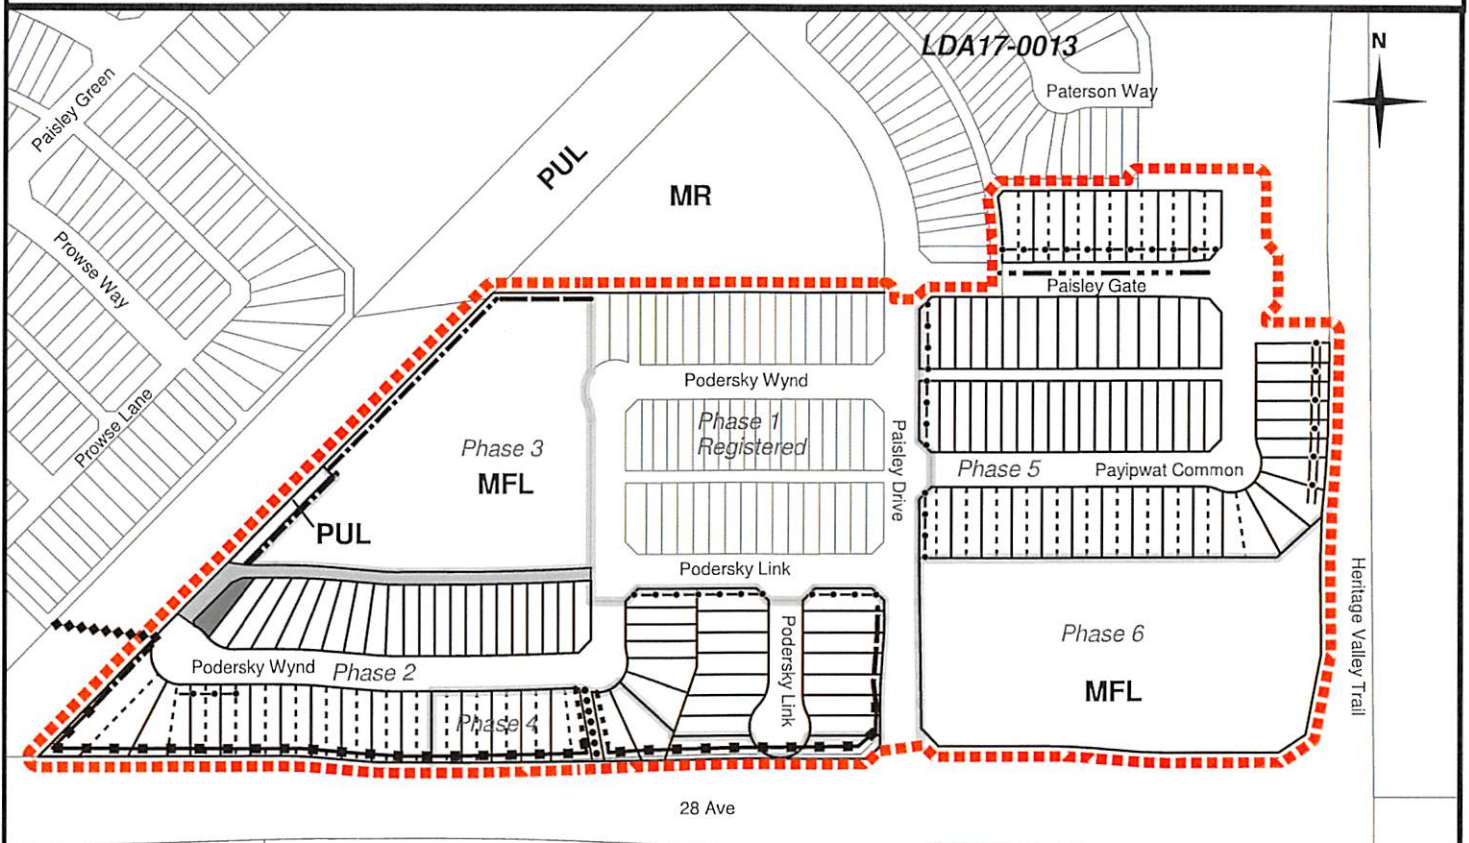 LDA17-0013
N
Paterson Way
Paisley Green
PUL
MR
Prowse Way
Paisley Gate
Prowse Lane
Podersky Wynd
Phase 1
Registered
Paisley Drive
Phase 3
MFL
Phase 5
Payipwat Common
PUL
Podersky Link
Heritage Valley Trail
Podersky Link
Phase 6
MFL
Podersky Wynd
Phase 2
Phase 4
28 Ave